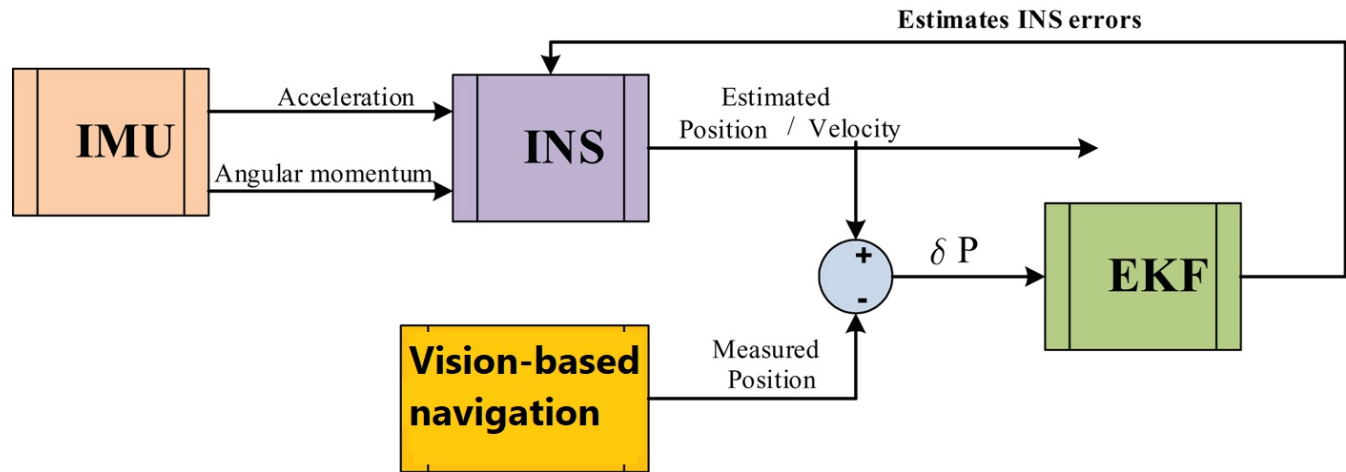 Estimates INS errors
IMU
Acceleration
Angular momentum
INS
Estimated
Position / Velocity
+
-
δ P
EKF
Vision-based
navigation
Measured
Position